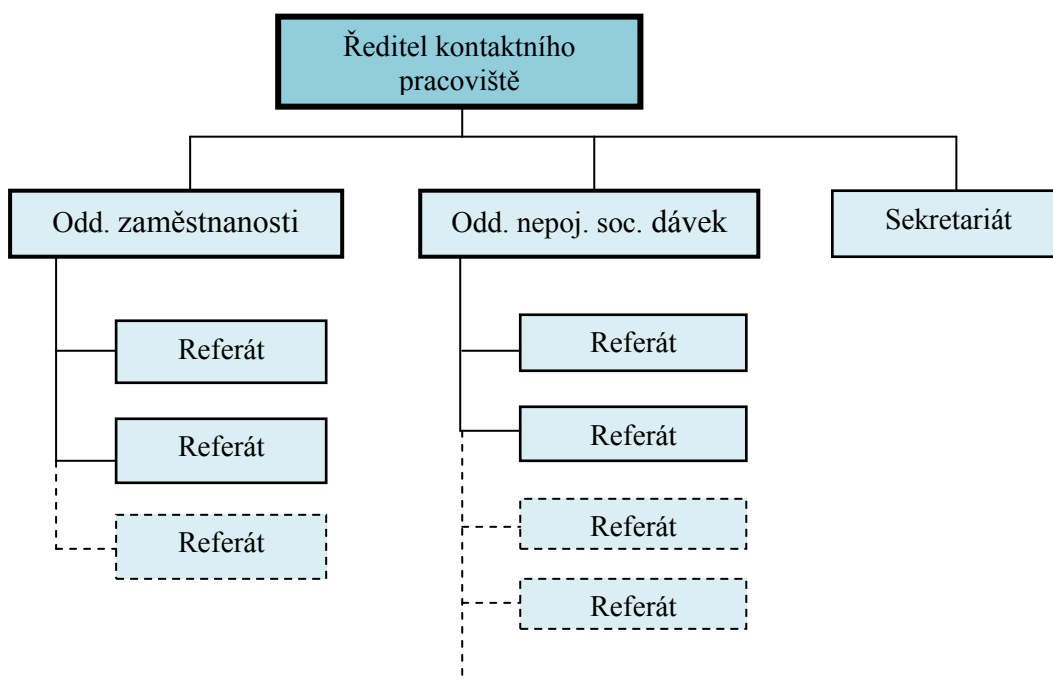 Ředitel kontaktního
pracoviště
Odd. zaměstnanosti
Odd. nepoj. soc. dávek
Sekretariát
Referát
Referát
Referát
Referát
Referát
Referát
Referát